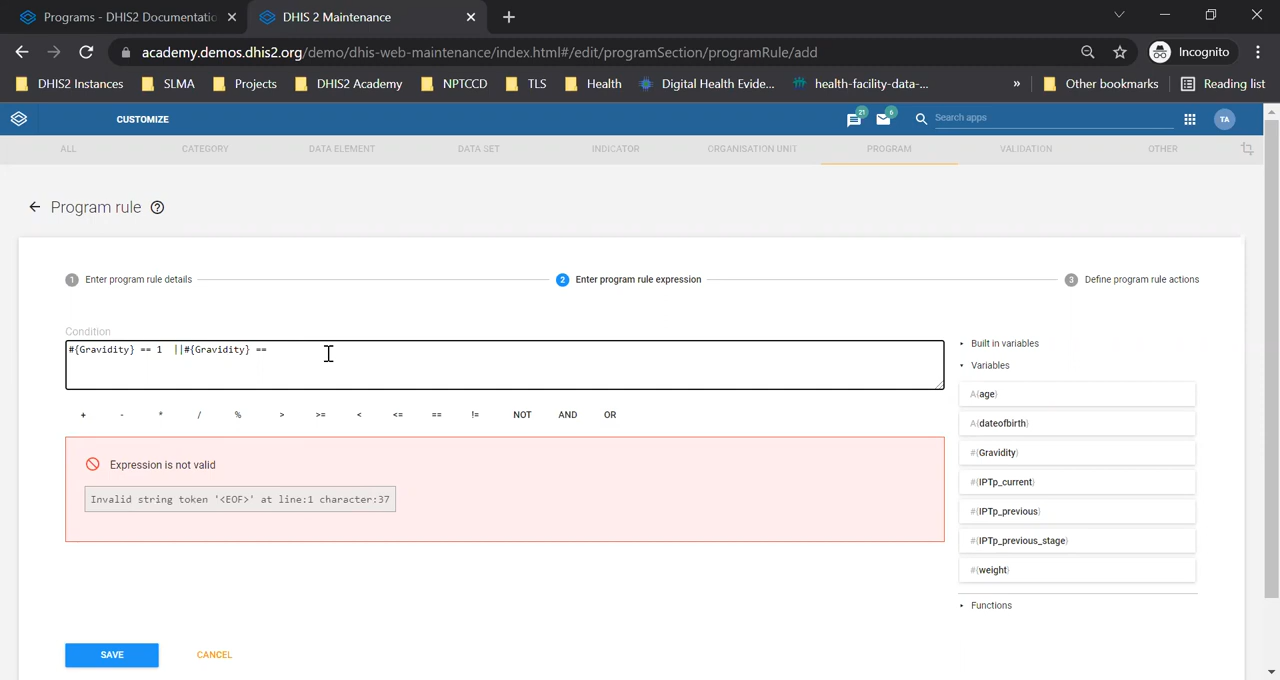 Programs - DHIS2 Documentatio
DHIS 2 Maintenance
academy.demos.dhis2.org/demo/dhis-web-maintenance/index.html#/edit/programSection/programRule/add
Incognito
DHIS2 Instances
SLMA
Projects
DHIS2 Academy
NPTCCD
TLS
Health
Digital Health Evide...
health-facility-data-...
»
Other bookmarks
Reading list
CUSTOMIZE
21
6
Search apps
TA
ALL
CATEGORY
DATA ELEMENT
DATA SET
INDICATOR
ORGANISATION UNIT
PROGRAM
VALIDATION
OTHER
Program rule
1 Enter program rule details
2 Enter program rule expression
3 Define program rule actions
Condition
#{Gravidity} == 1  ||#{Gravidity} ==
+ - * / % > >= < <= == != NOT AND OR
Expression is not valid
Invalid string token '<EOF>' at line:1 character:37
Built in variables
Variables
A{age}
A{dateofbirth}
#{Gravidity}
#{IPTp_current}
#{IPTp_previous}
#{IPTp_previous_stage}
#{weight}
Functions
SAVE
CANCEL